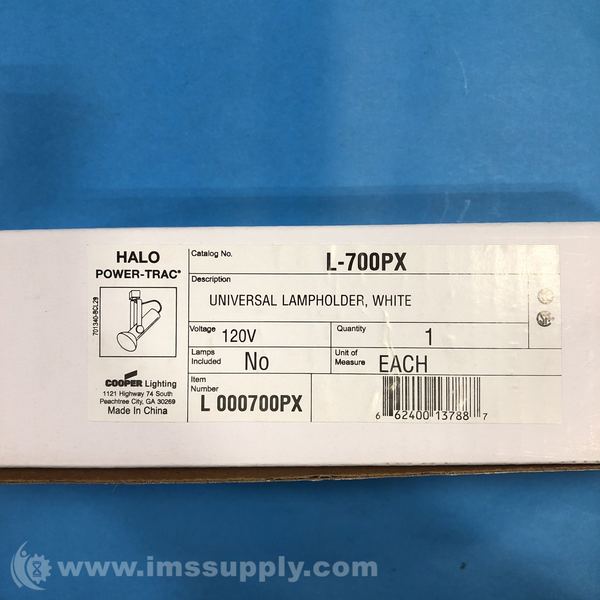 HALO
POWER-TRAC®
701340-BCL29
COOPER Lighting
1121 Highway 74 South
Peachtree City, GA 30269
Made In China
Catalog No.
L-700PX
Description
UNIVERSAL LAMPHOLDER, WHITE
Voltage 120V
Quantity 1
Lamps Included No
Unit of Measure EACH
Item Number
L 000700PX
6 62400 13788 7
www.imssupply.com